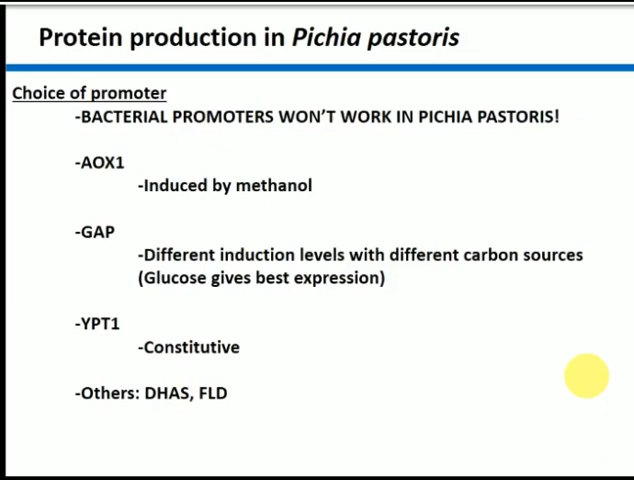 Protein production in Pichia pastoris
Choice of promoter
-BACTERIAL PROMOTERS WON'T WORK IN PICHIA PASTORIS!
-AOX1
-Induced by methanol
-GAP
-Different induction levels with different carbon sources
(Glucose gives best expression)
-YPT1
-Constitutive
-Others: DHAS, FLD